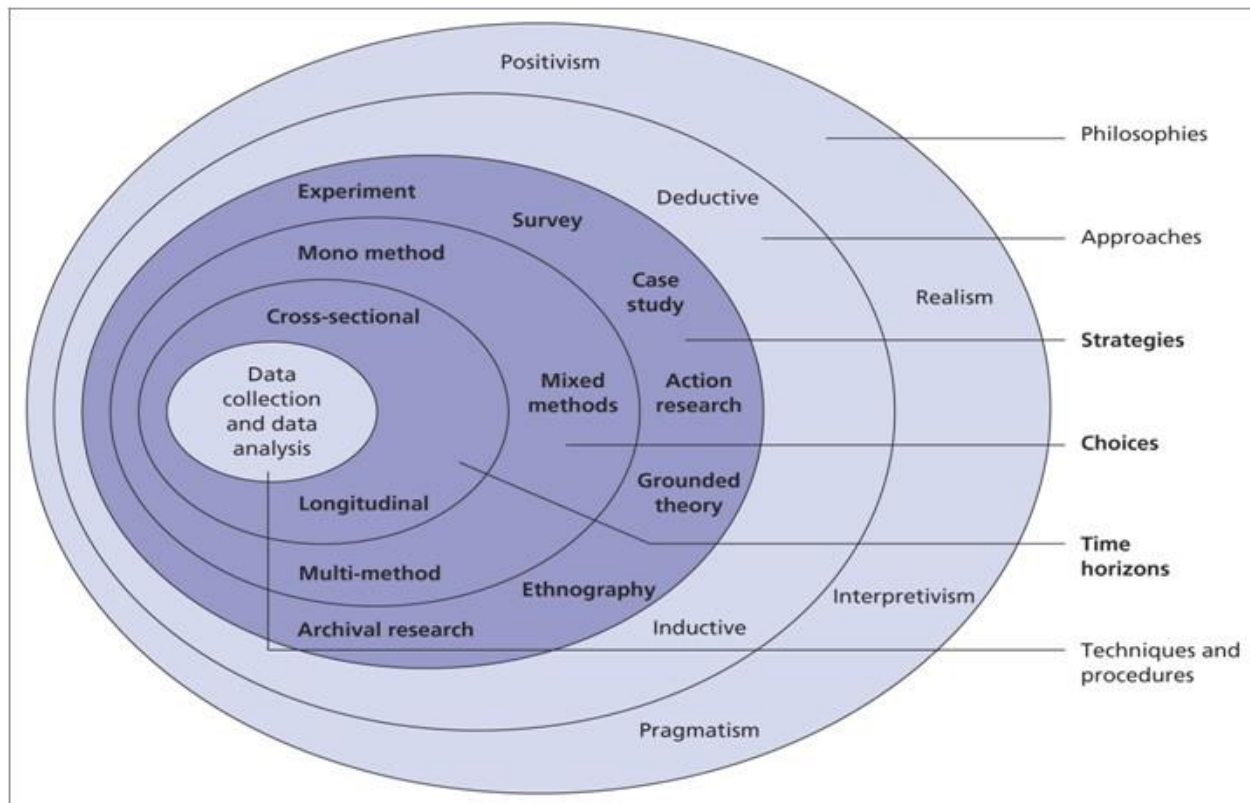 Positivism
Philosophies
Experiment
Deductive
Survey
Approaches
Mono method
Case
study
Realism
Cross-sectional
Strategies
Data
collection
and data
analysis
Mixed
methods
Action
research
Choices
Grounded
theory
Longitudinal
Time
horizons
Multi-method
Ethnography
Interpretivism
Archival research
Inductive
Techniques and
procedures
Pragmatism